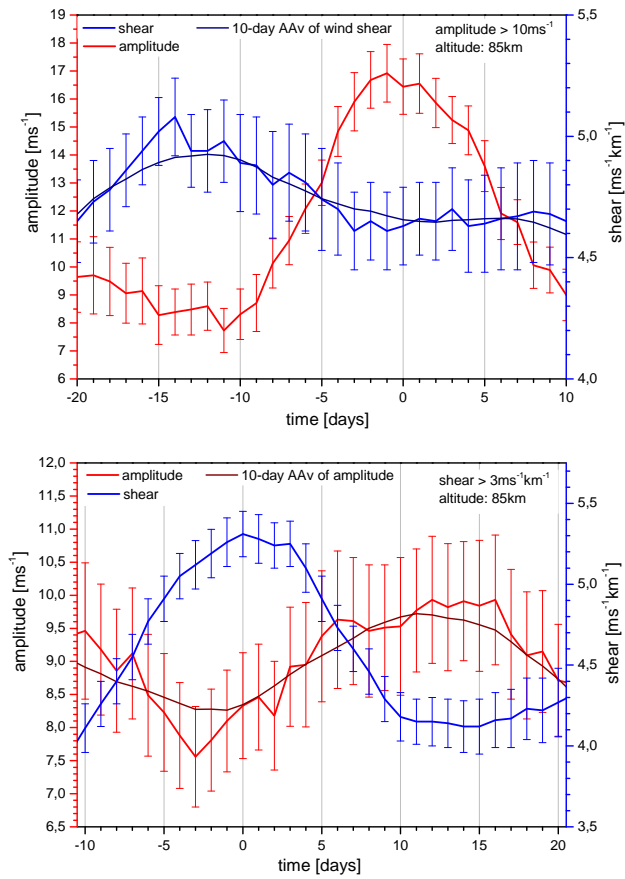 shear 10-day AAv of wind shear amplitude > 10ms⁻¹
amplitude altitude: 85km
19
18
17
16
15
14
13
12
11
10
9
8
7
6
amplitude [ms⁻¹]
5,5
5,0
4,5
4,0
shear [ms⁻¹km⁻¹]
-20 -15 -10 -5 0 5 10
time [days]
amplitude 10-day AAv of amplitude shear > 3ms⁻¹km⁻¹
shear altitude: 85km
12,0
11,5
11,0
10,5
10,0
9,5
9,0
8,5
8,0
7,5
7,0
6,5
amplitude [ms⁻¹]
5,5
5,0
4,5
4,0
3,5
shear [ms⁻¹km⁻¹]
-10 -5 0 5 10 15 20
time [days]